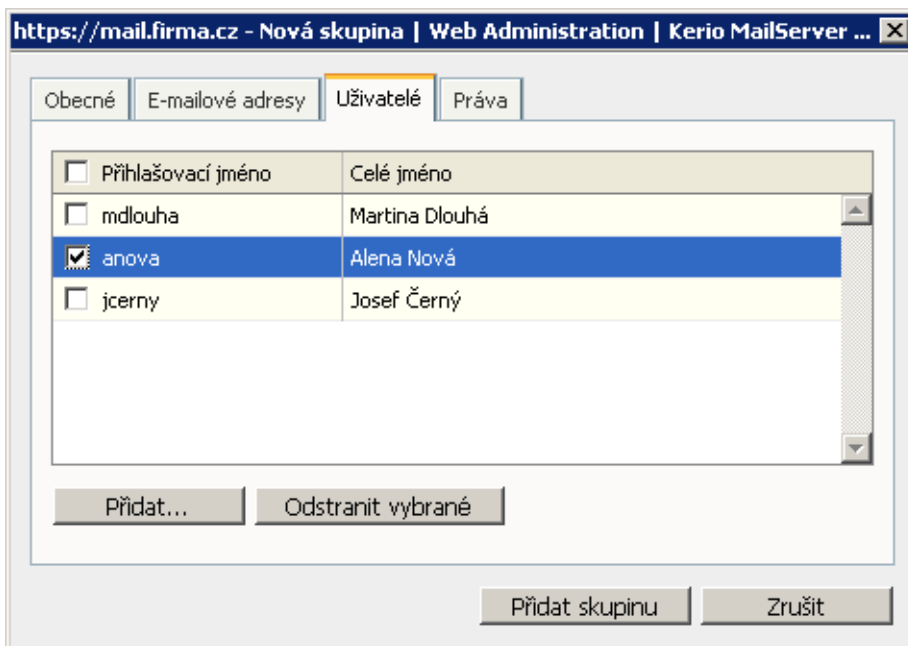 https://mail.firma.cz - Nová skupina | Web Administration | Kerio MailServer ...
Obecné E-mailové adresy Uživatelé Práva
Přihlašovací jméno Celé jméno
mdlouha Martina Dlouhá
anova Alena Nová
jcerny Josef Černý
Přidat... Odstranit vybrané
Přidat skupinu Zrušit